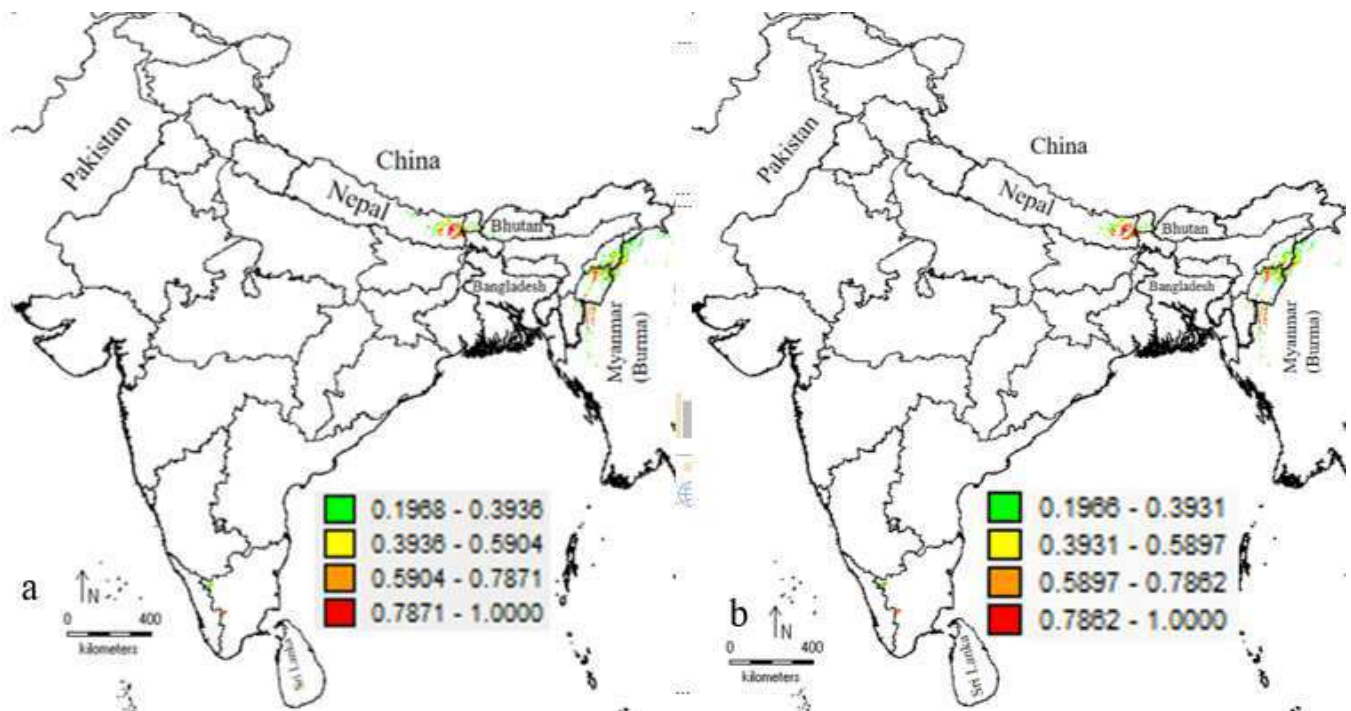 Pakistan
China
Nepal
Bhutan
Bangladesh
Myanmar
(Burma)
0.1968 - 0.3936
0.3936 - 0.5904
0.5904 - 0.7871
0.7871 - 1.0000
a
N
0 400
kilometers
Sri Lanka
Pakistan
China
Nepal
Bhutan
Bangladesh
Myanmar
(Burma)
0.1966 - 0.3931
0.3931 - 0.5897
0.5897 - 0.7862
0.7862 - 1.0000
b
N
0 400
kilometers
Sri Lanka